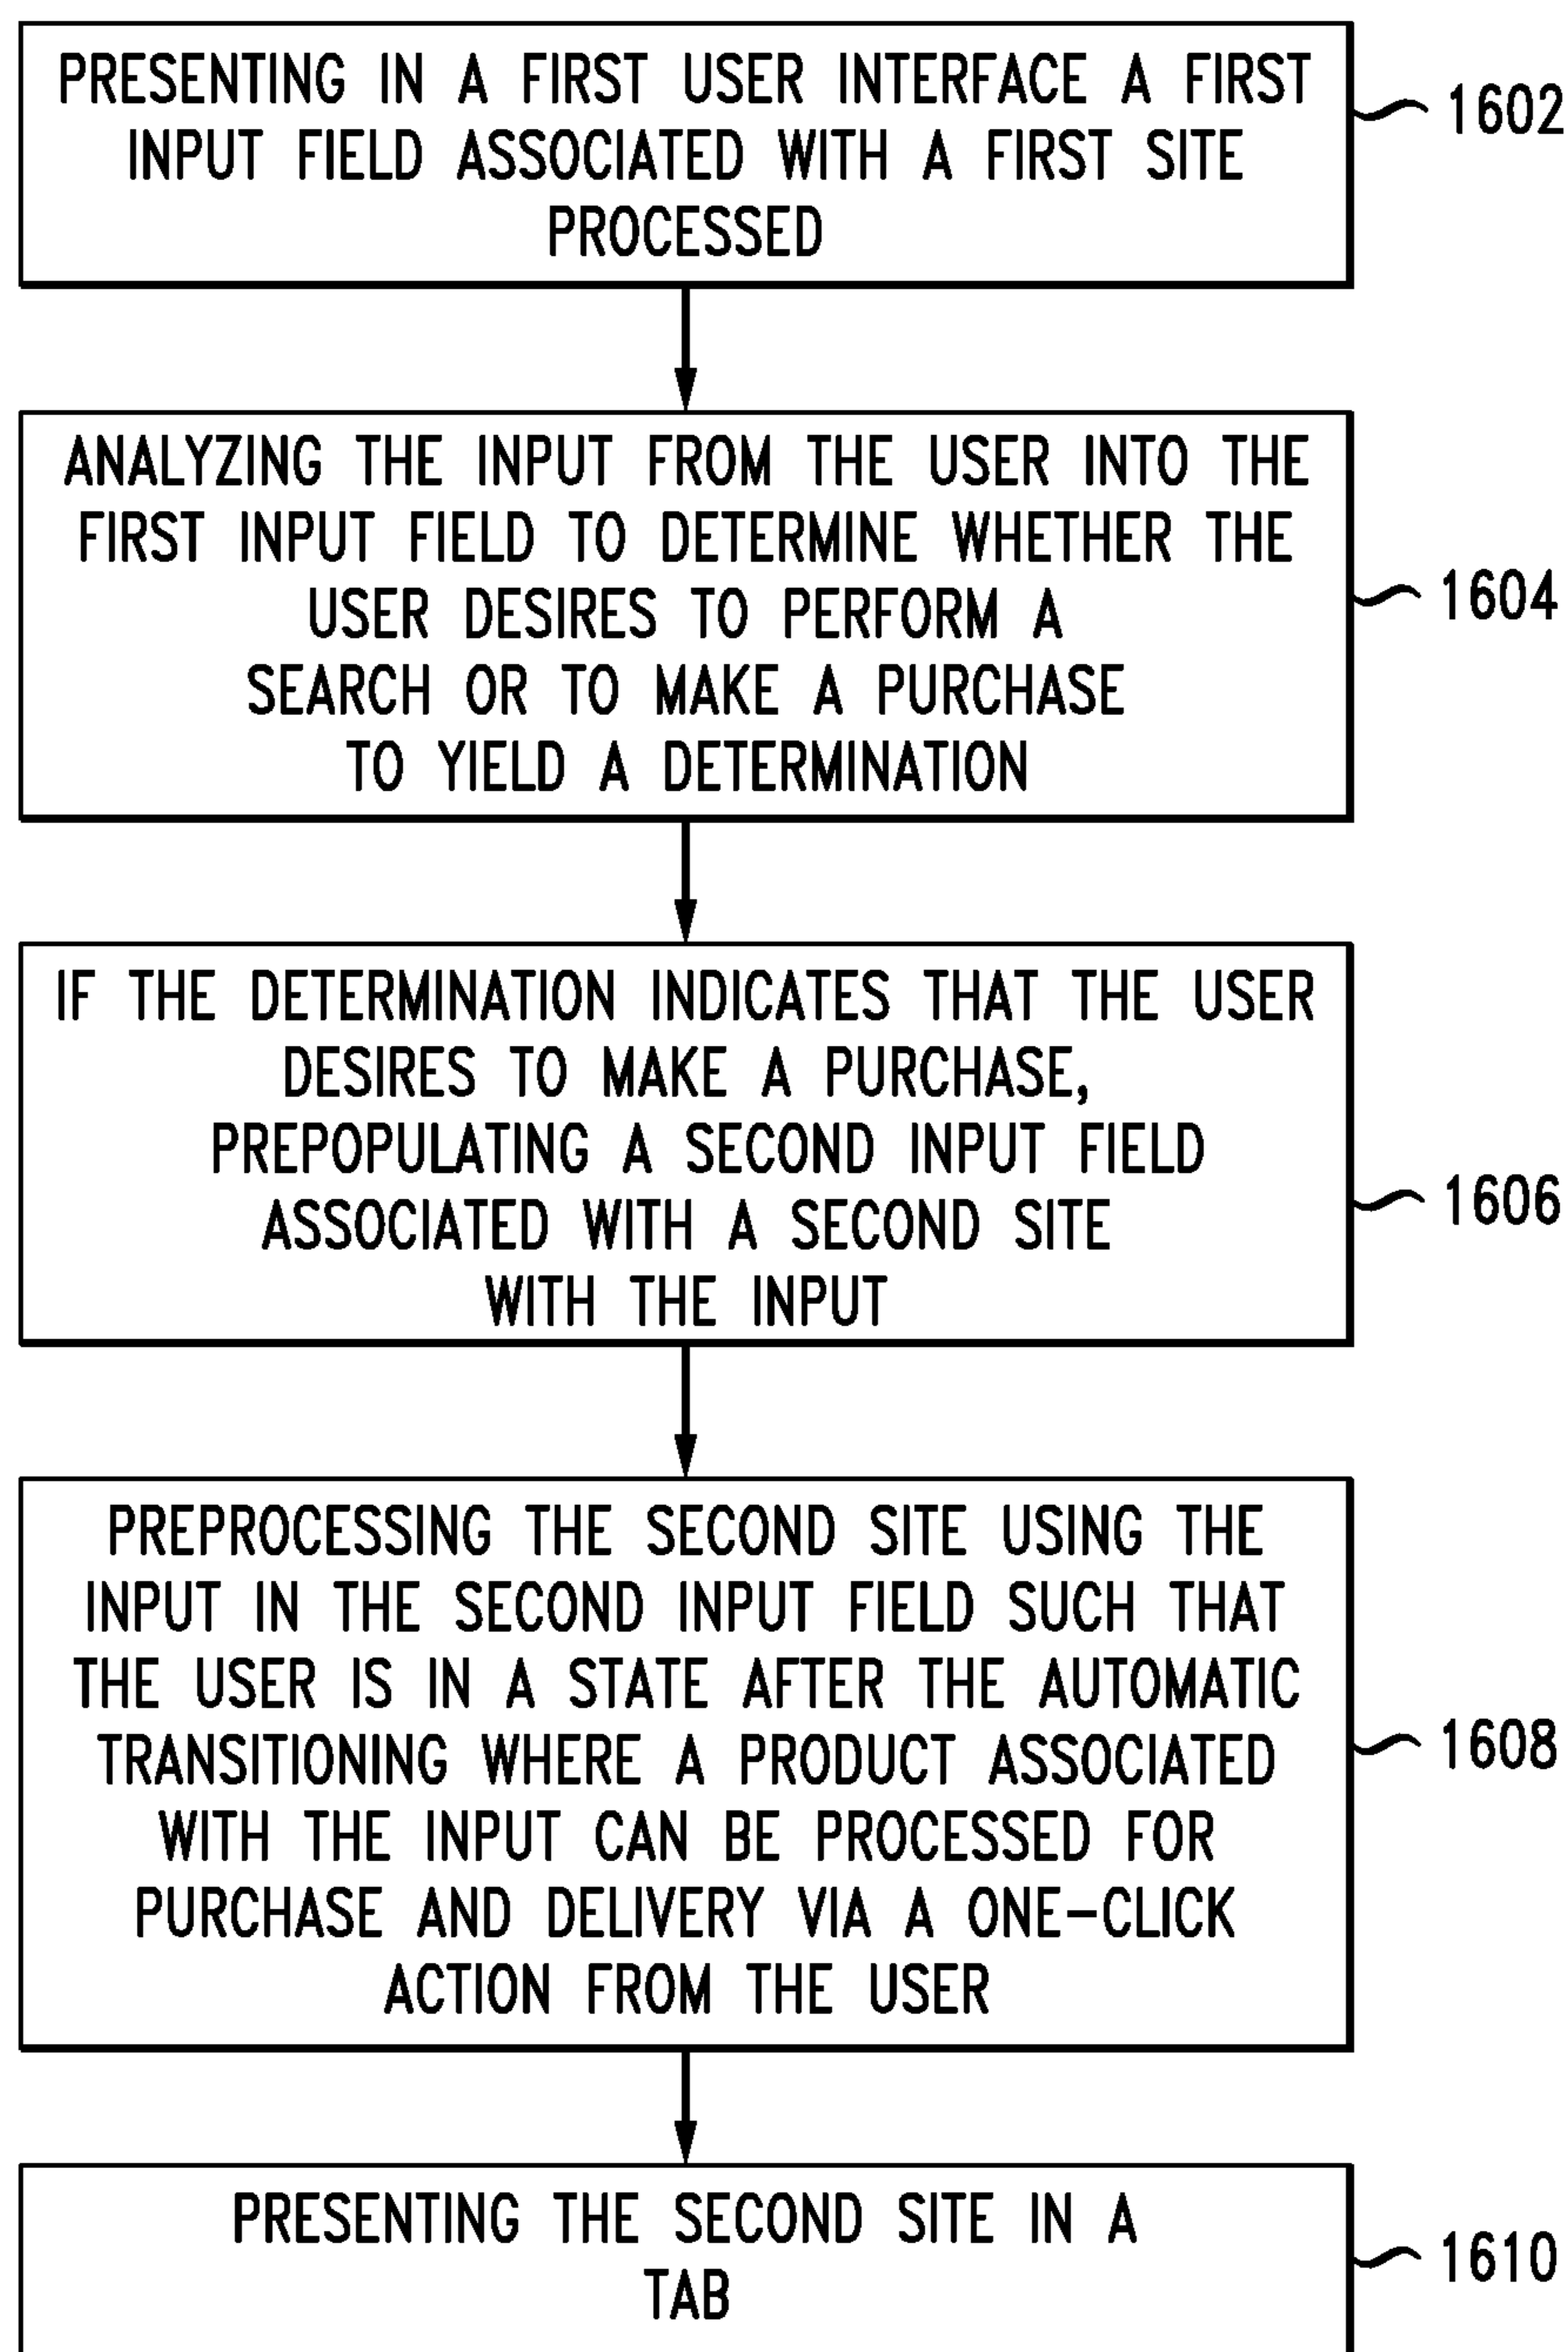 PRESENTING IN A FIRST USER INTERFACE A FIRST
INPUT FIELD ASSOCIATED WITH A FIRST SITE
PROCESSED
1602
ANALYZING THE INPUT FROM THE USER INTO THE
FIRST INPUT FIELD TO DETERMINE WHETHER THE
USER DESIRES TO PERFORM A
SEARCH OR TO MAKE A PURCHASE
TO YIELD A DETERMINATION
1604
IF THE DETERMINATION INDICATES THAT THE USER
DESIRES TO MAKE A PURCHASE,
PREPOPULATING A SECOND INPUT FIELD
ASSOCIATED WITH A SECOND SITE
WITH THE INPUT
1606
PREPROCESSING THE SECOND SITE USING THE
INPUT IN THE SECOND INPUT FIELD SUCH THAT
THE USER IS IN A STATE AFTER THE AUTOMATIC
TRANSITIONING WHERE A PRODUCT ASSOCIATED
WITH THE INPUT CAN BE PROCESSED FOR
PURCHASE AND DELIVERY VIA A ONE-CLICK
ACTION FROM THE USER
1608
PRESENTING THE SECOND SITE IN A
TAB
1610